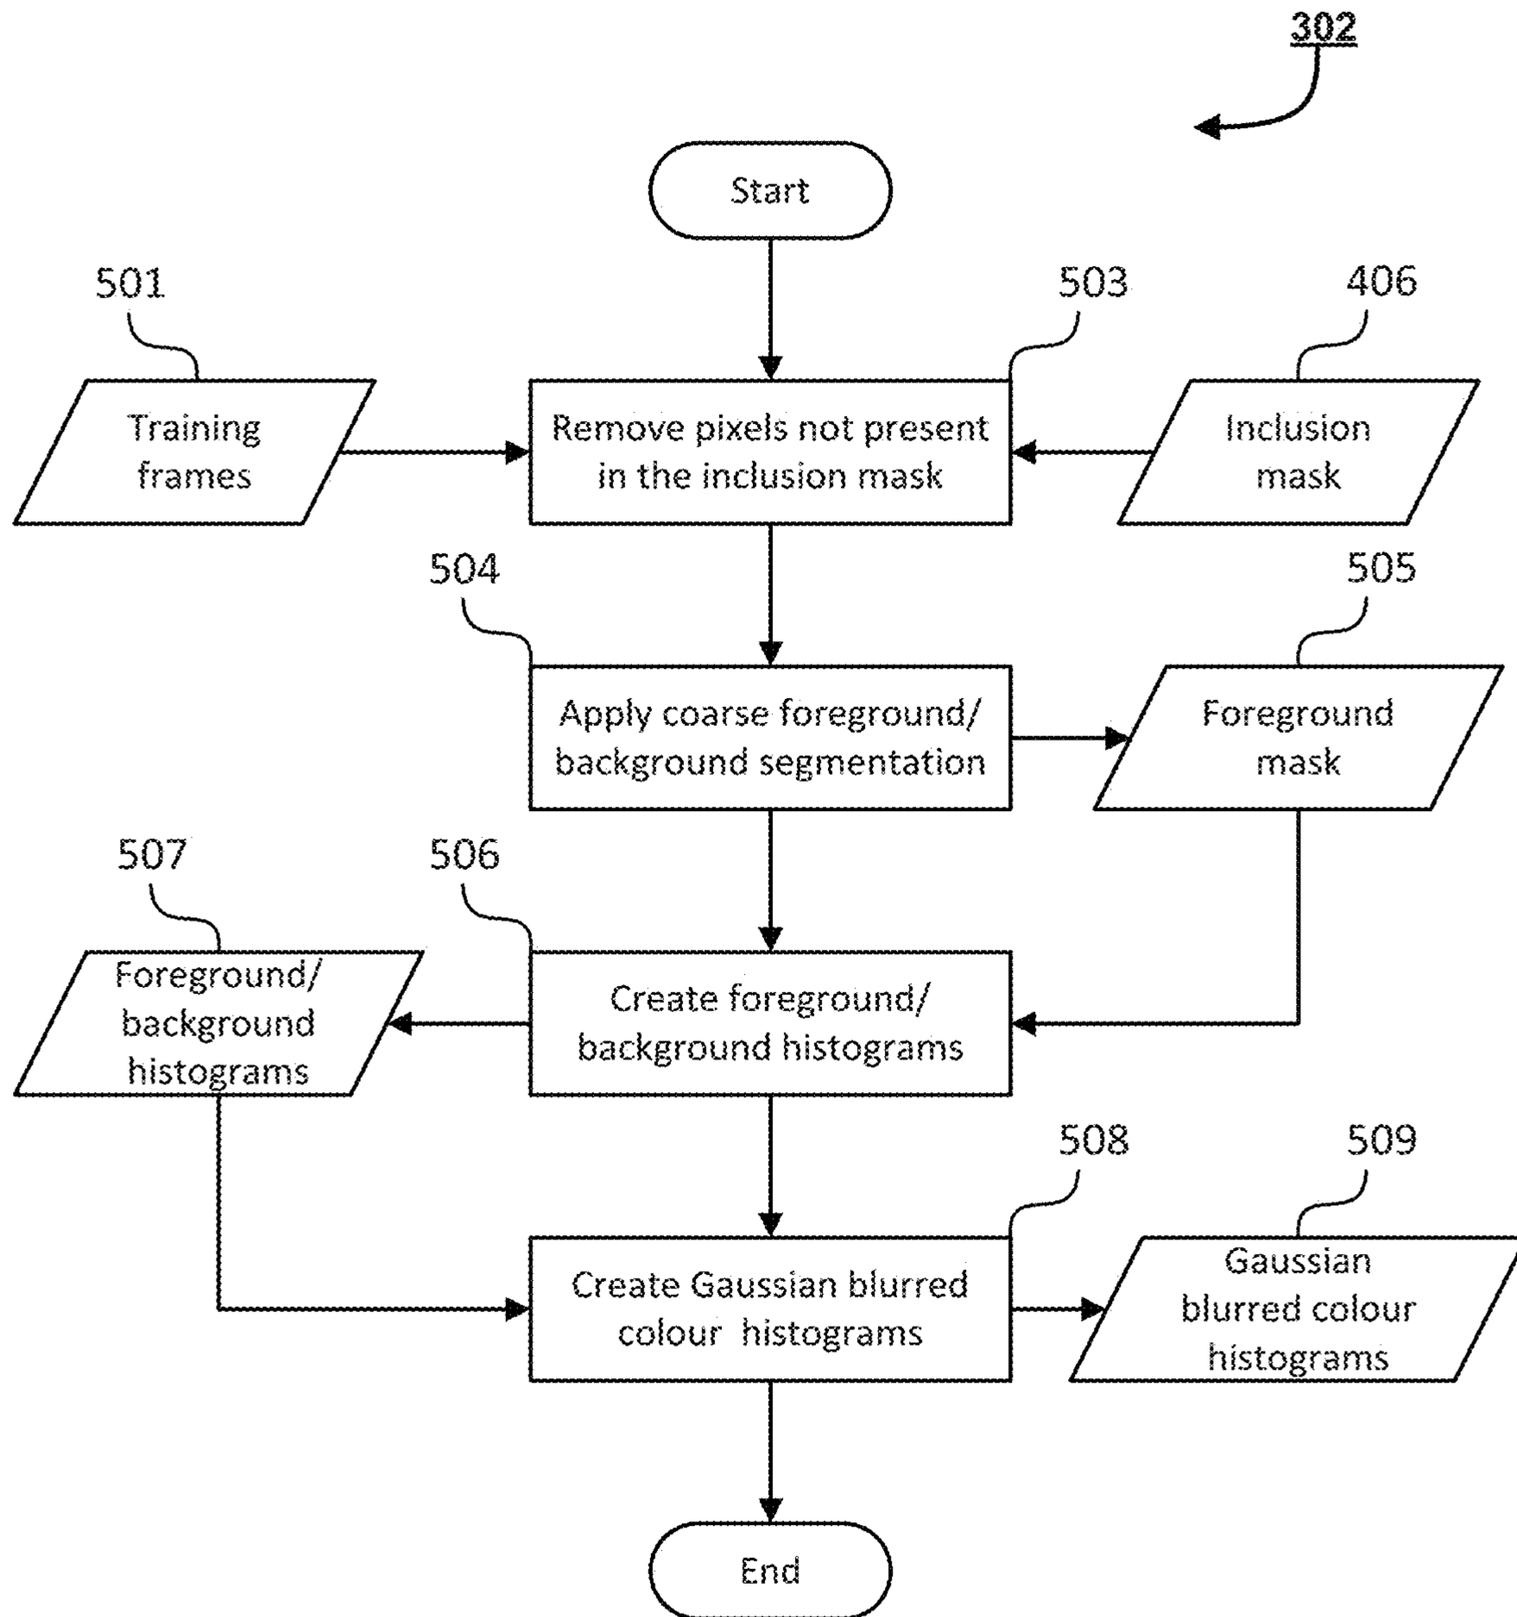 302
Start
501
503
406
Training
frames
Remove pixels not present
in the inclusion mask
Inclusion
mask
504
505
Apply coarse foreground/
background segmentation
Foreground
mask
507
506
Foreground/
background
histograms
Create foreground/
background histograms
508
509
Create Gaussian blurred
colour histograms
Gaussian
blurred colour
histograms
End